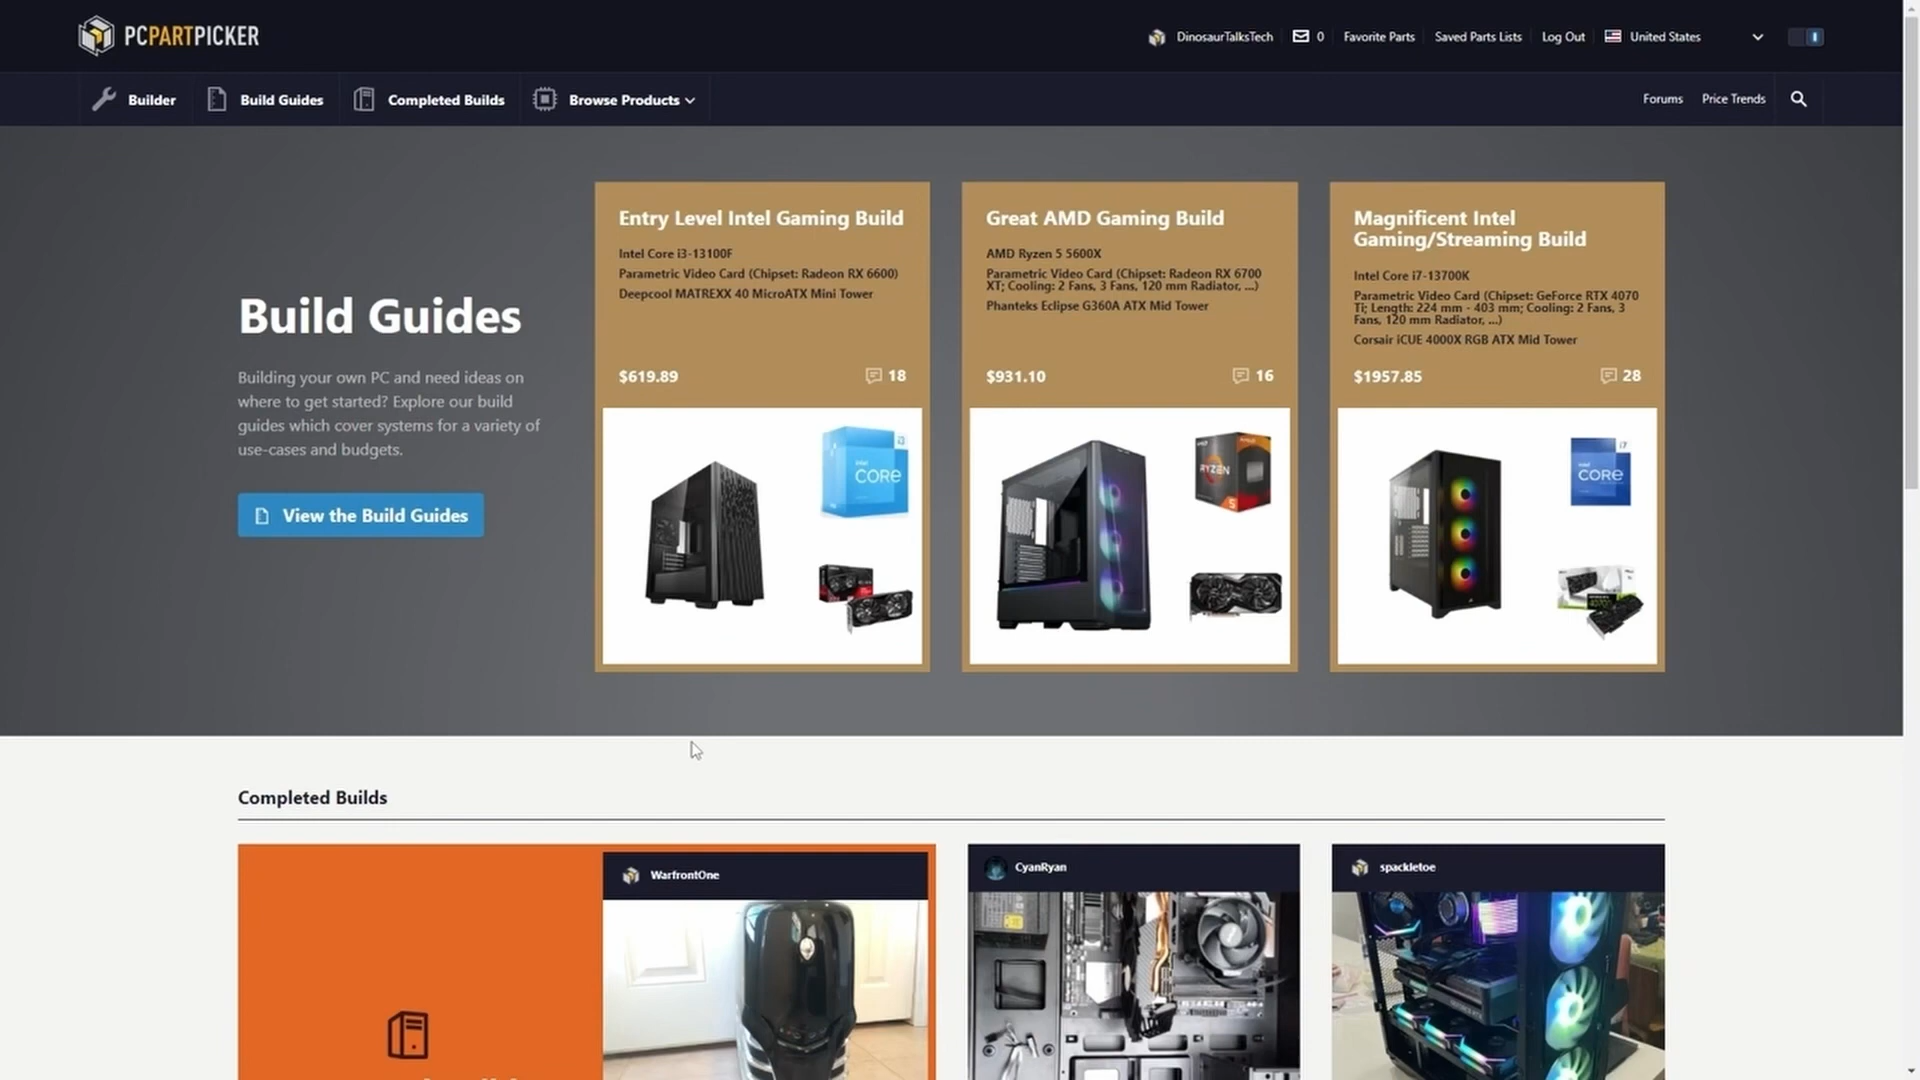 PCPARTPICKER
DinosaurTalksTech
0
Favorite Parts
Saved Parts Lists
Log Out
United States
Builder
Build Guides
Completed Builds
Browse Products
Forums
Price Trends
Build Guides
Building your own PC and need ideas on
where to get started? Explore our build
guides which cover systems for a variety of
use-cases and budgets.
View the Build Guides
Entry Level Intel Gaming Build
Intel Core i3-13100F
Parametric Video Card (Chipset: Radeon RX 6600)
Deepcool MATREXX 40 MicroATX Mini Tower
$619.89
18
intel
CORE
i3
Great AMD Gaming Build
AMD Ryzen 5 5600X
Parametric Video Card (Chipset: Radeon RX 6700
XT; Cooling: 2 Fans, 3 Fans, 120 mm Radiator, ...)
Phanteks Eclipse G360A ATX Mid Tower
$931.10
16
RYZEN
5
Magnificent Intel
Gaming/Streaming Build
Intel Core i7-13700K
Parametric Video Card (Chipset: GeForce RTX 4070
Ti; Length: 224 mm - 403 mm; Cooling: 2 Fans, 3
Fans, 120 mm Radiator, ...)
Corsair iCUE 4000X RGB ATX Mid Tower
$1957.85
28
intel
CORE
i7
Completed Builds
WarfrontOne
CyanRyan
spackletoe